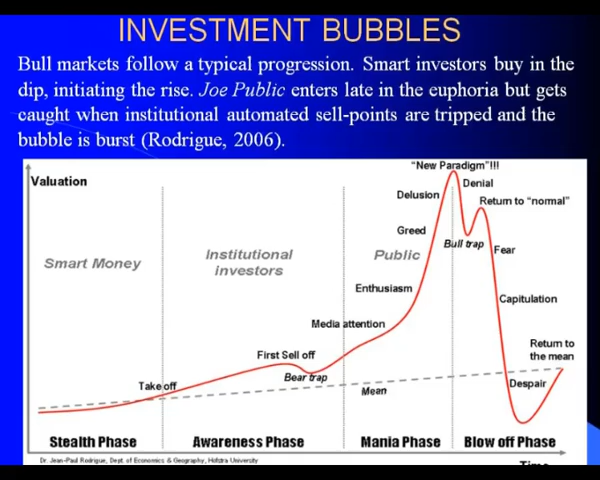 INVESTMENT BUBBLES
Bull markets follow a typical progression. Smart investors buy in the
dip, initiating the rise. Joe Public enters late in the euphoria but gets
caught when institutional automated sell-points are tripped and the
bubble is burst (Rodrigue, 2006).
"New Paradigm"!!!
Valuation
Denial
Delusion
Return to "normal"
Greed
Bull trap
Fear
Smart Money
Institutional
investors
Public
Enthusiasm
Capitulation
Media attention
First Sell off
Return to
the mean
Bear trap
Take off
Mean
Despair
Stealth Phase
Awareness Phase
Mania Phase
Blow off Phase
Dr. Jean-Paul Rodrigue, Dept. of Economics & Geography, Hofstra University
Time